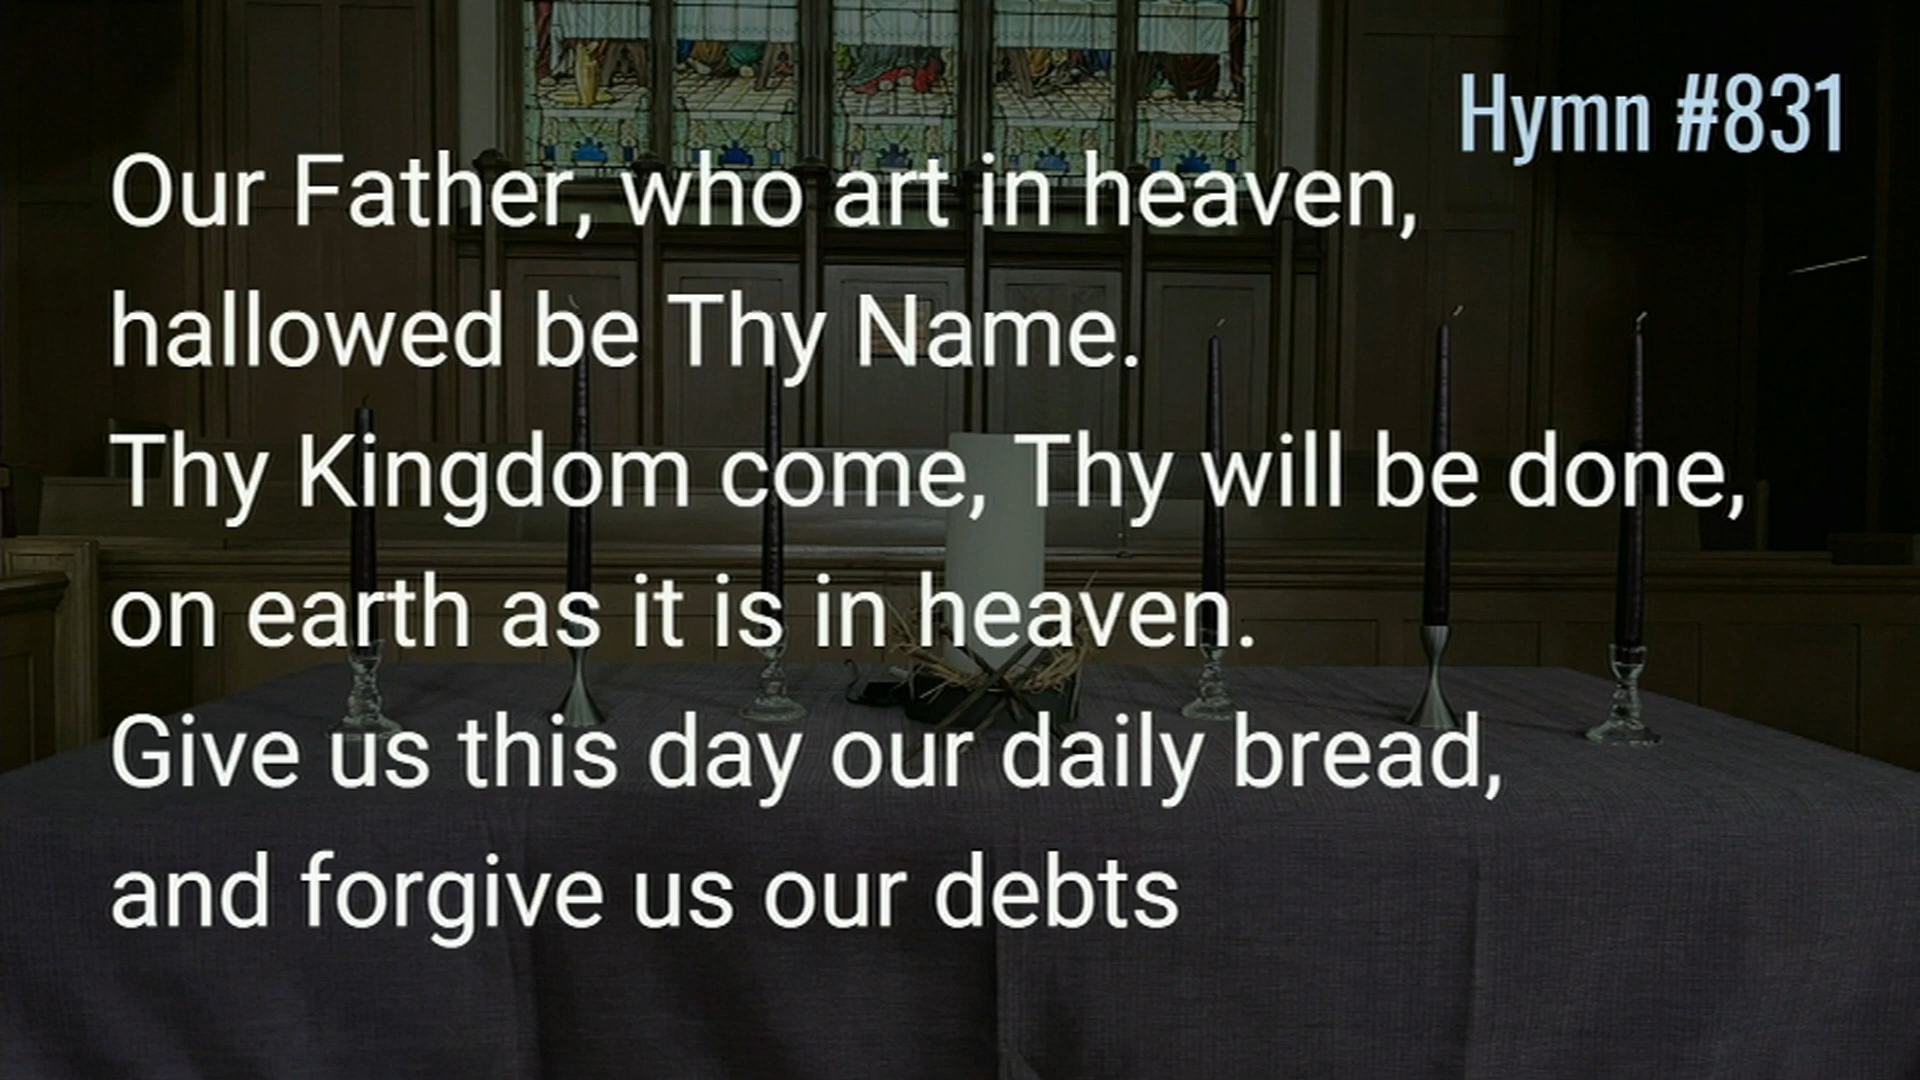 Hymn #831
Our Father, who art in heaven,
hallowed be Thy Name.
Thy Kingdom come, Thy will be done,
on earth as it is in heaven.
Give us this day our daily bread,
and forgive us our debts